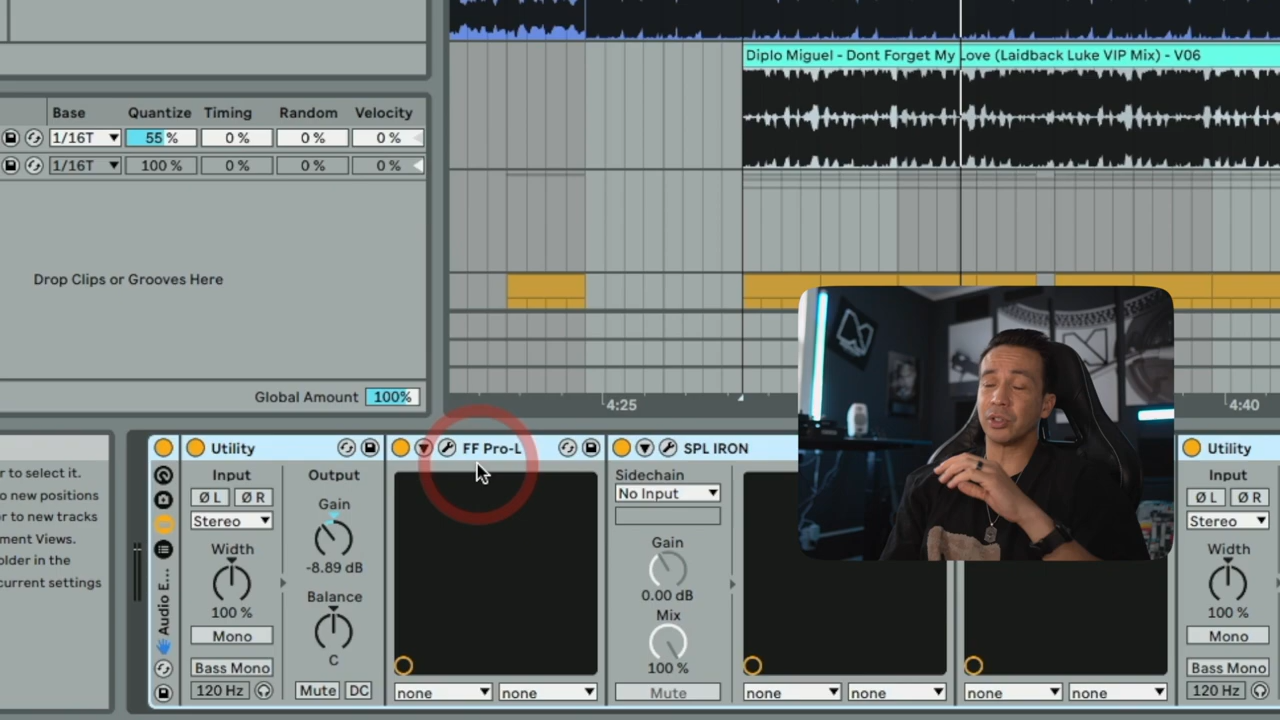 Diplo Miguel - Dont Forget My Love (Laidback Luke VIP Mix) - V06
Base Quantize Timing Random Velocity
1/16T 55 % 0 % 0 % 0 %
1/16T 100 % 0 % 0 % 0 %
Drop Clips or Grooves Here
Global Amount 100%
4:25
4:40
er to select it.
o new positions
er to new tracks
ment Views.
older in the
current settings
Audio E...
Utility
Input
Ø L Ø R
Stereo
Width
100 %
Mono
Bass Mono
120 Hz
Output
Gain
-8.89 dB
Balance
C
Mute DC
FF Pro-L
none none
SPL IRON
Sidechain
No Input
Gain
0.00 dB
Mix
100 %
Mute
none none
none none
Utility
Input
Ø L Ø R
Stereo
Width
100 %
Mono
Bass Mono
120 Hz